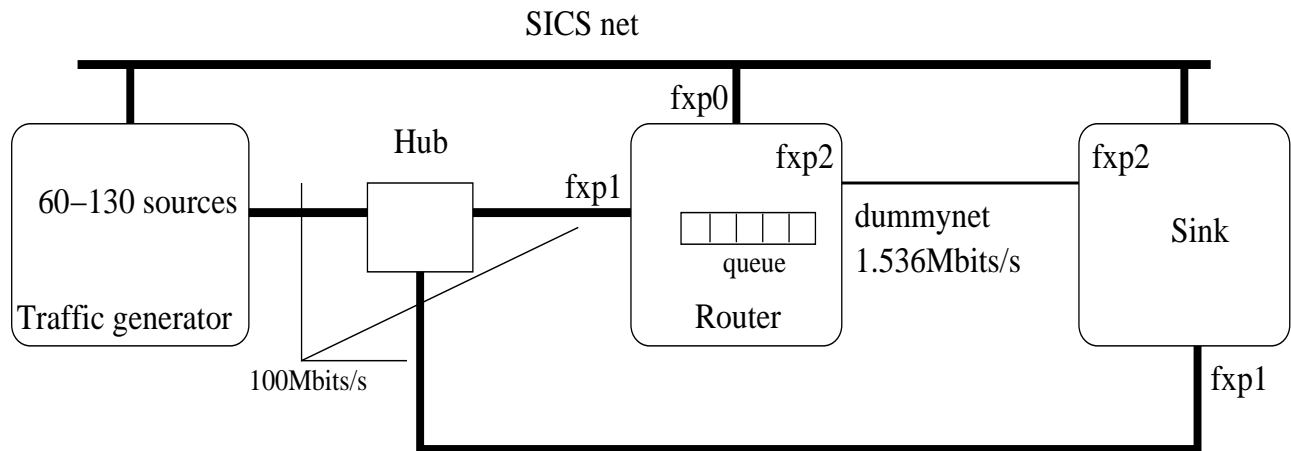 SICS net
fxp0
Hub
fxp2
fxp2
fxp1
60–130 sources
dummynet
Sink
queue
1.536Mbits/s
Traffic generator
Router
100Mbits/s
fxp1